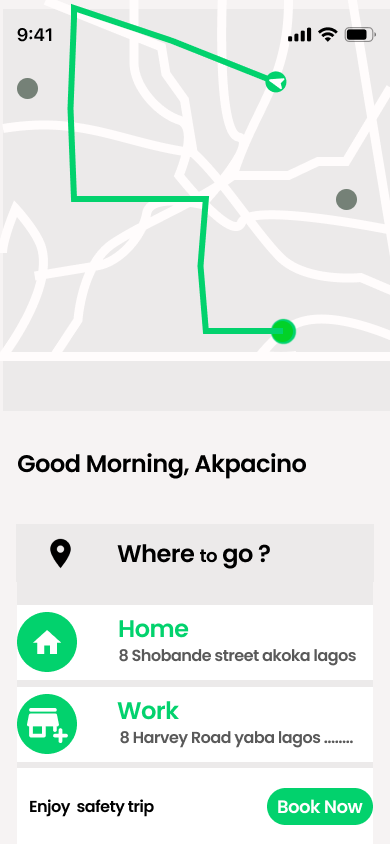 9:41
Good Morning, Akpacino
Where to go ?
Home
8 Shobande street akoka lagos
Work
8 Harvey Road yaba lagos ........
Enjoy safety trip
Book Now